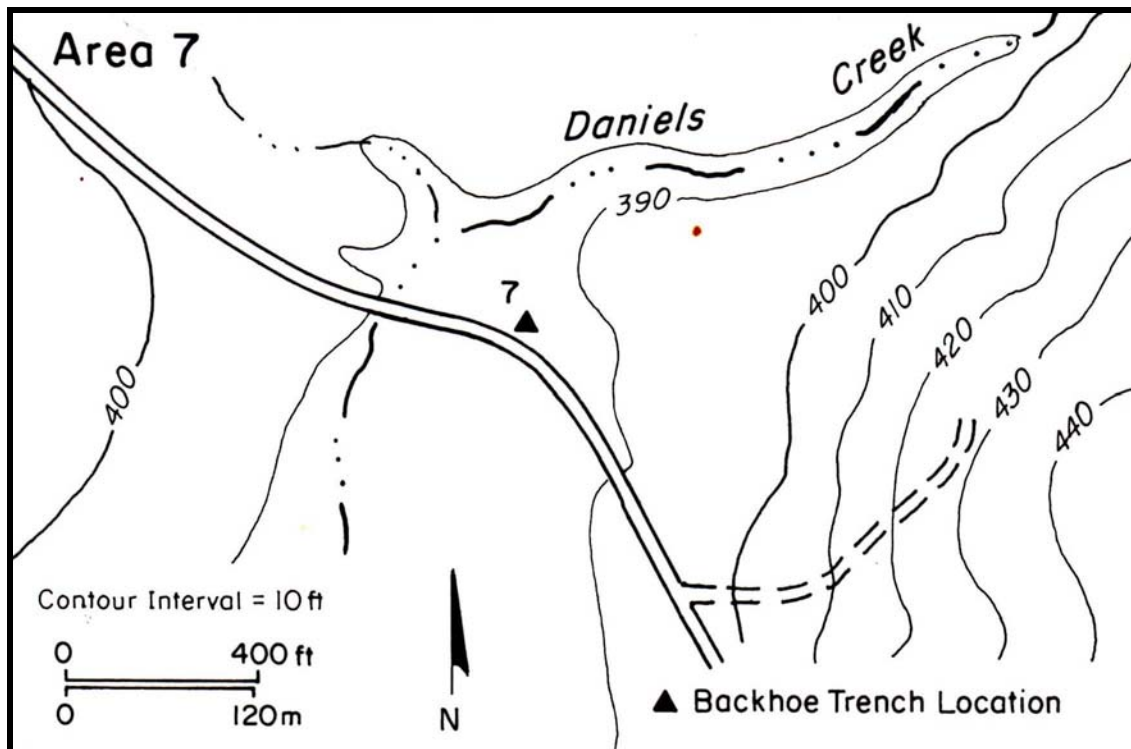 Area 7
Daniels Creek
390
7
400
400
410
420
430
440
Contour Interval = 10 ft
0 400 ft
0 120 m
N
▲ Backhoe Trench Location